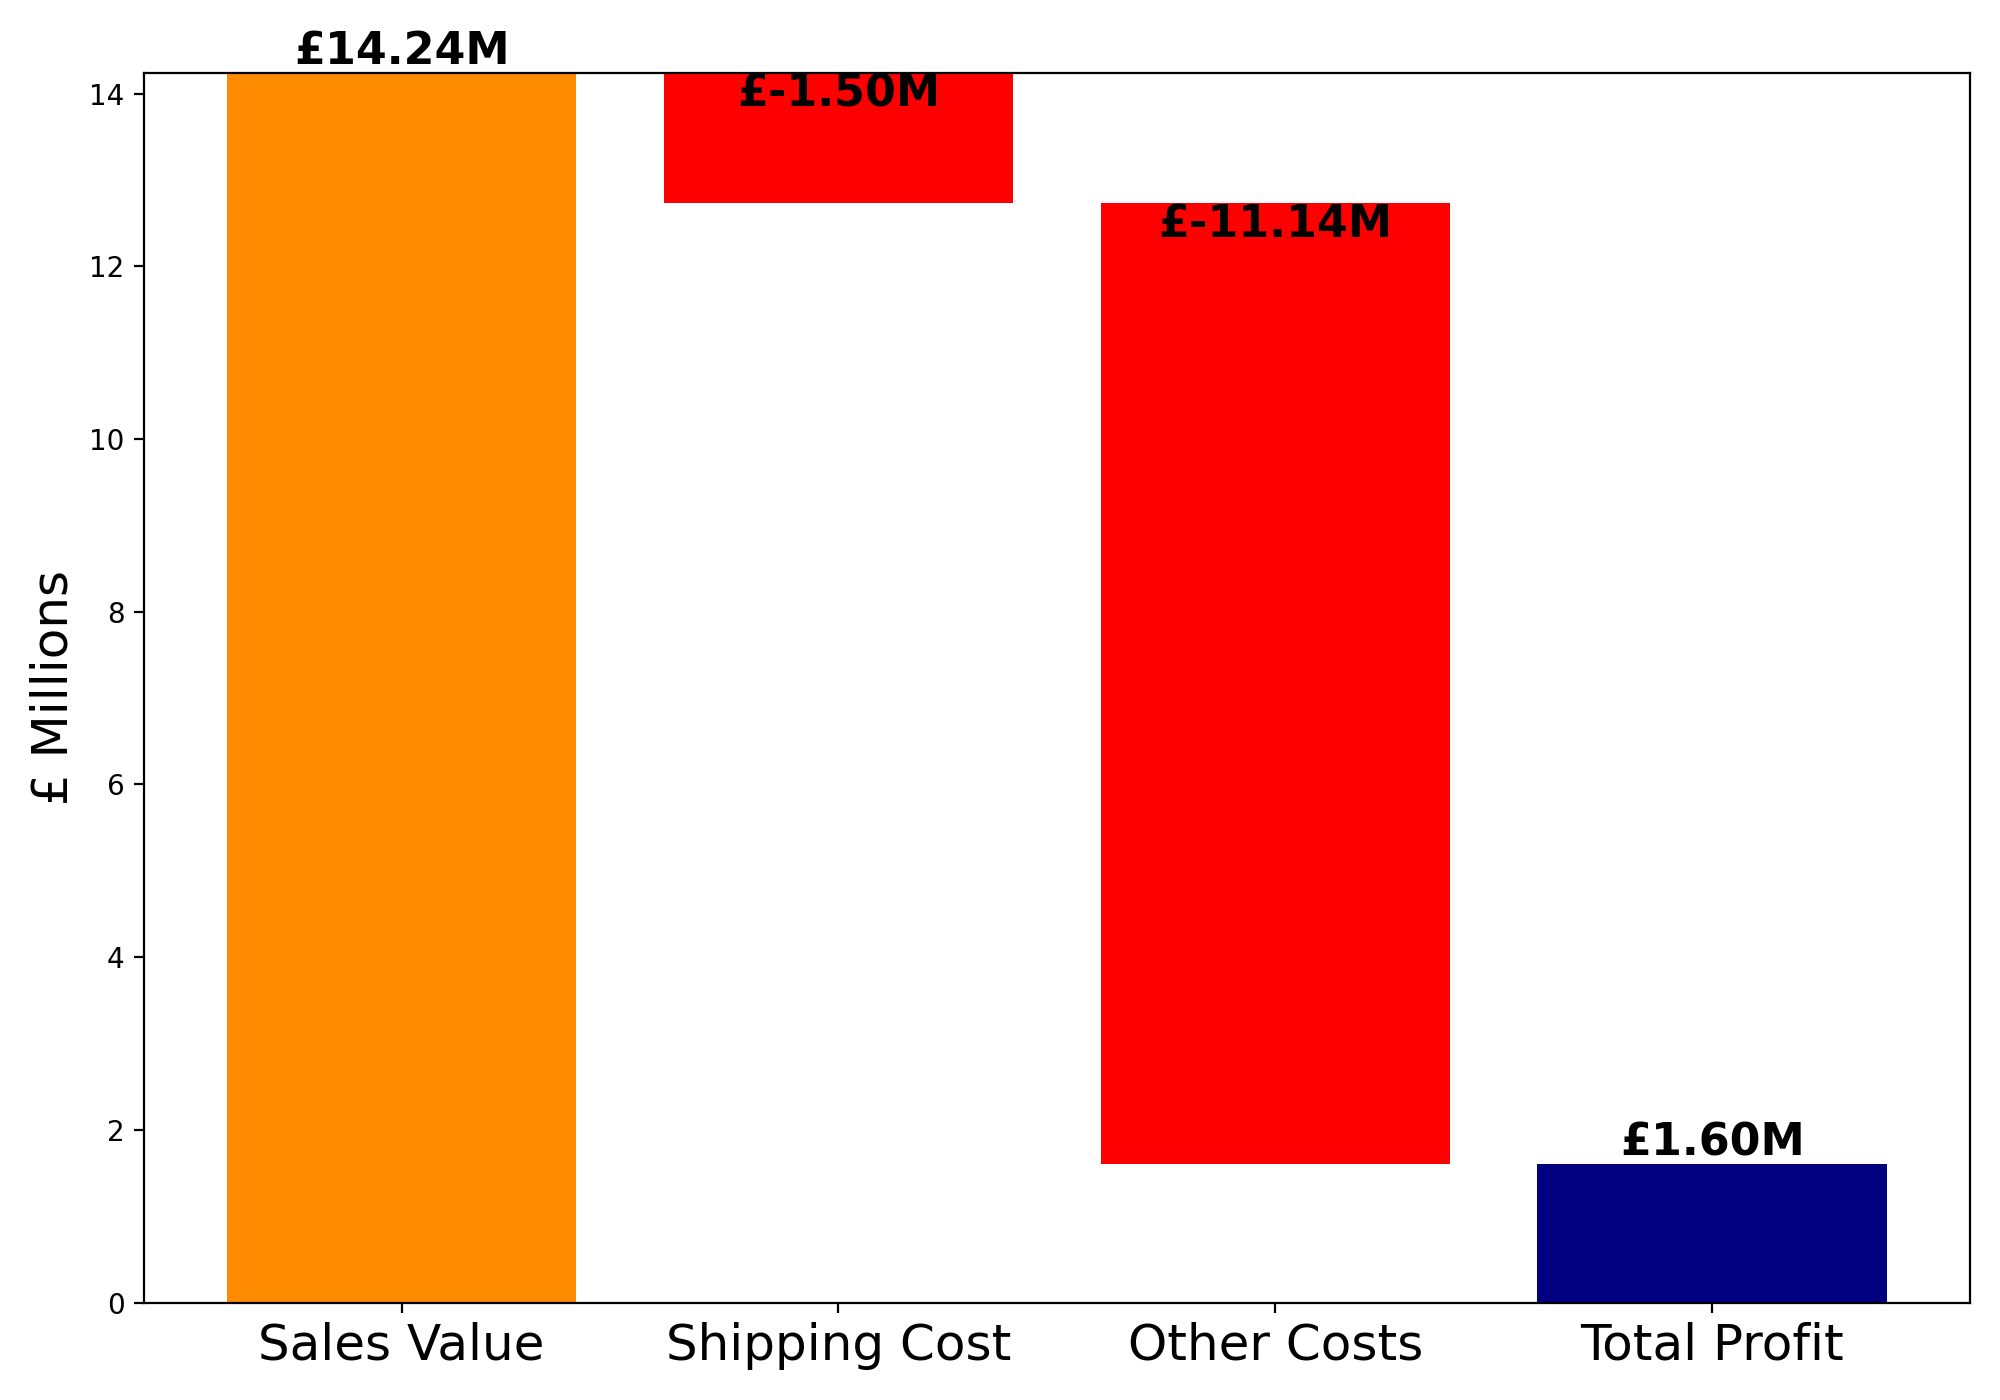 £14.24M
£-1.50M
£-11.14M
£1.60M
£ Millions
14
12
10
8
6
4
2
0
Sales Value
Shipping Cost
Other Costs
Total Profit